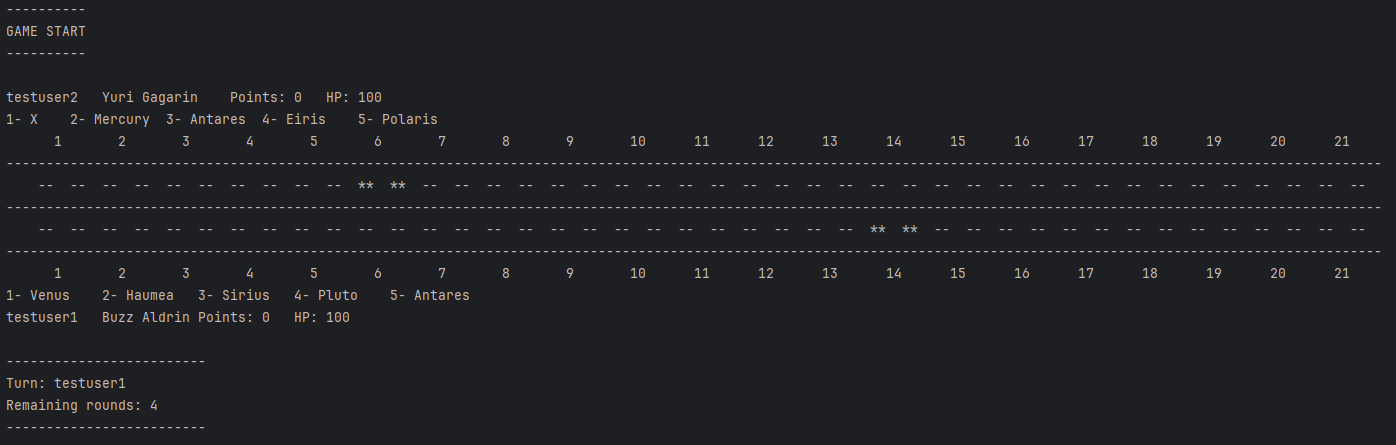 ----------
GAME START
----------
testuser2   Yuri Gagarin    Points: 0   HP: 100
1- X    2- Mercury  3- Antares  4- Eiris    5- Polaris
      1       2       3       4       5       6       7       8       9       10      11      12      13      14      15      16      17      18      19      20      21
----------------------------------------------------------------------------------------------------------------------------------------------------------------------------
    --  --  --  --  --  --  --  --  --  --  **  **  --  --  --  --  --  --  --  --  --  --  --  --  --  --  --  --  --  --  --  --  --  --  --  --  --  --  --  --  --  --
----------------------------------------------------------------------------------------------------------------------------------------------------------------------------
    --  --  --  --  --  --  --  --  --  --  --  --  --  --  --  --  --  --  --  --  --  --  --  --  --  --  **  **  --  --  --  --  --  --  --  --  --  --  --  --  --  --
----------------------------------------------------------------------------------------------------------------------------------------------------------------------------
      1       2       3       4       5       6       7       8       9       10      11      12      13      14      15      16      17      18      19      20      21
1- Venus    2- Haumea   3- Sirius   4- Pluto    5- Antares
testuser1   Buzz Aldrin Points: 0   HP: 100
-------------------------
Turn: testuser1
Remaining rounds: 4
-------------------------